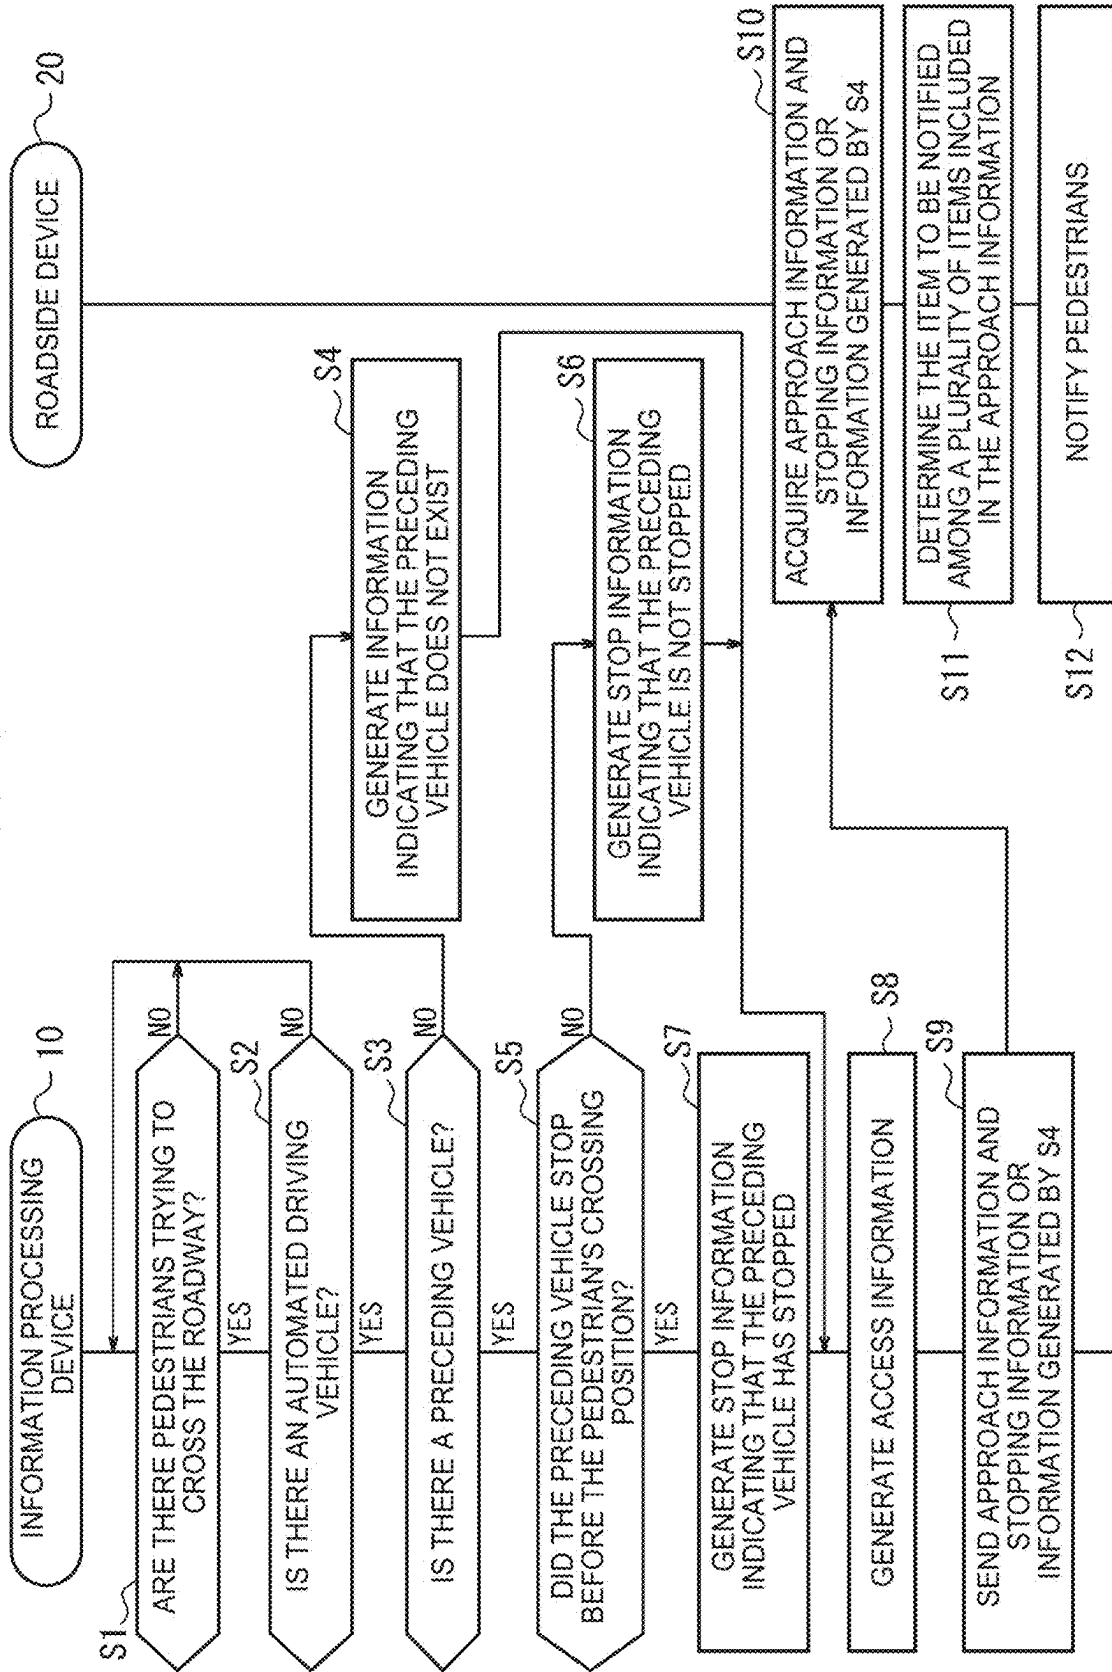 INFORMATION PROCESSING
DEVICE
10
S1
ARE THERE PEDESTRIANS TRYING TO
CROSS THE ROADWAY?
NO
YES
S2
IS THERE AN AUTOMATED DRIVING
VEHICLE?
NO
YES
S3
IS THERE A PRECEDING VEHICLE?
NO
YES
S4
GENERATE INFORMATION
INDICATING THAT THE PRECEDING
VEHICLE DOES NOT EXIST
S5
DID THE PRECEDING VEHICLE STOP
BEFORE THE PEDESTRIAN'S CROSSING
POSITION?
NO
YES
S6
GENERATE STOP INFORMATION
INDICATING THAT THE PRECEDING
VEHICLE IS NOT STOPPED
S7
GENERATE STOP INFORMATION
INDICATING THAT THE PRECEDING
VEHICLE HAS STOPPED
S8
GENERATE ACCESS INFORMATION
S9
SEND APPROACH INFORMATION AND
STOPPING INFORMATION OR
INFORMATION GENERATED BY S4
ROADSIDE DEVICE
20
S10
ACQUIRE APPROACH INFORMATION AND
STOPPING INFORMATION OR
INFORMATION GENERATED BY S4
S11
DETERMINE THE ITEM TO BE NOTIFIED
AMONG A PLURALITY OF ITEMS INCLUDED
IN THE APPROACH INFORMATION
S12
NOTIFY PEDESTRIANS